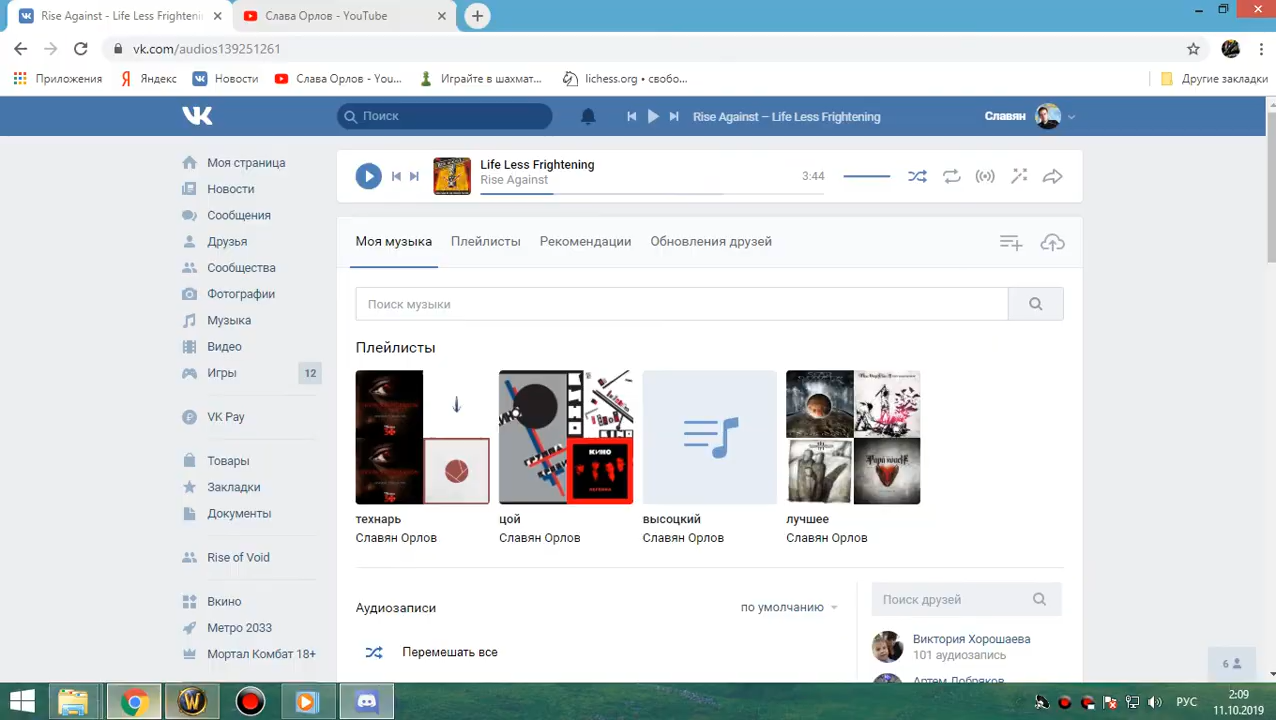 Rise Against - Life Less Frightenin
Слава Орлов - YouTube
vk.com/audios139251261
Приложения
Яндекс
Новости
Слава Орлов - You...
Играйте в шахмат...
lichess.org • свобо...
Другие закладки
Поиск
Rise Against – Life Less Frightening
Славян
Моя страница
Новости
Сообщения
Друзья
Сообщества
Фотографии
Музыка
Видео
Игры
12
VK Pay
Товары
Закладки
Документы
Rise of Void
Вкино
Метро 2033
Мортал Комбат 18+
Life Less Frightening
Rise Against
3:44
Моя музыка
Плейлисты
Рекомендации
Обновления друзей
Поиск музыки
Плейлисты
КИНО
технарь
Славян Орлов
цой
Славян Орлов
высоцкий
Славян Орлов
лучшее
Славян Орлов
Аудиозаписи
по умолчанию
Перемешать все
Поиск друзей
Виктория Хорошаева
101 аудиозапись
Артем Добряков
6
РУС
2:09
11.10.2019